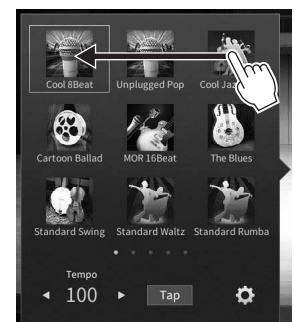 Cool 8Beat Unplugged Pop Cool Jaz
Cartoon Ballad MOR 16Beat The Blues
Standard Swing Standard Waltz Standard Rumba
Tempo
100 Tap